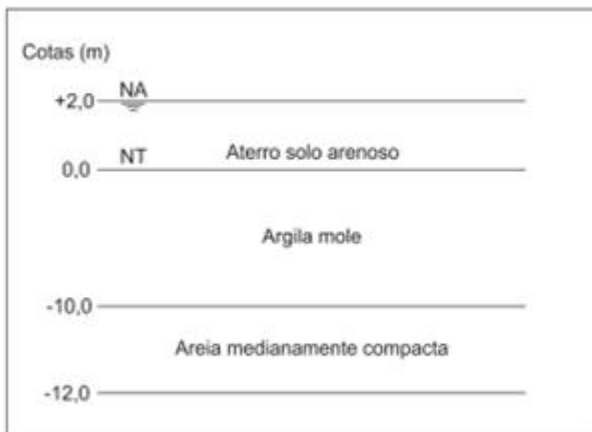 Cotas (m)
NA
+2,0
Aterro solo arenoso
NT
0,0
Argila mole
-10,0
Areia medianamente compacta
-12,0